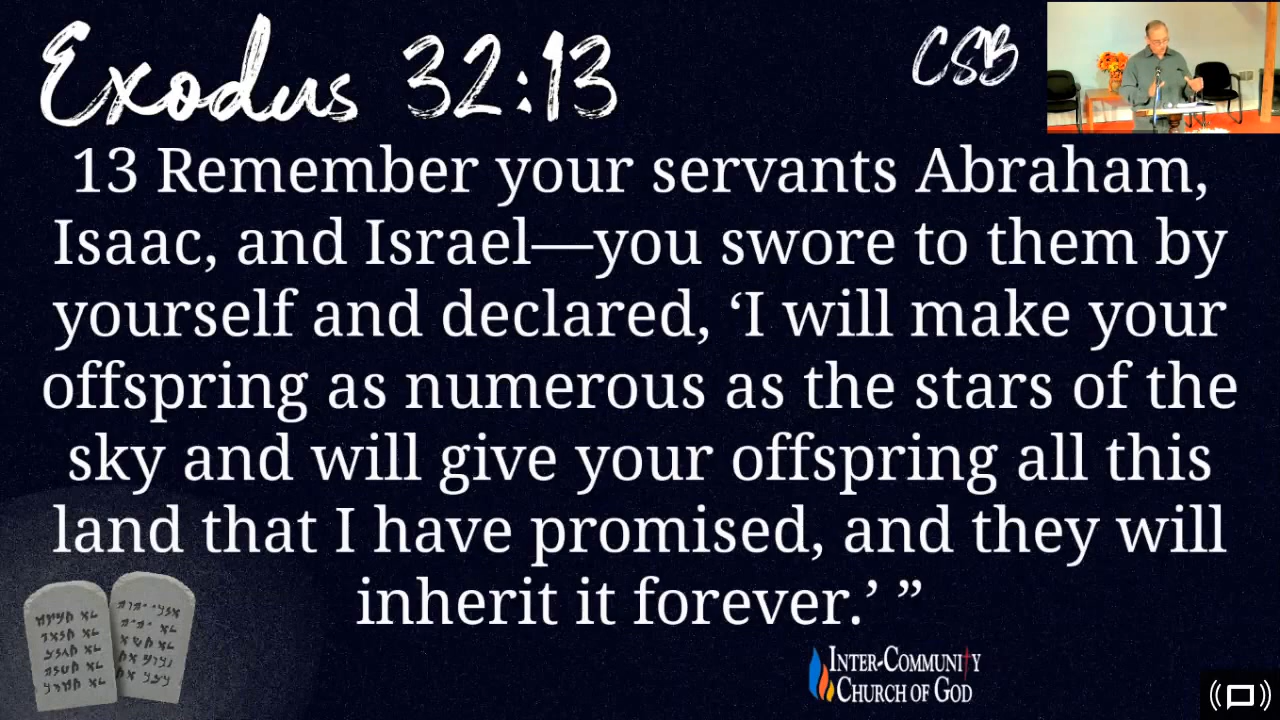 Exodus 32:13
CSB
13 Remember your servants Abraham,
Isaac, and Israel—you swore to them by
yourself and declared, ‘I will make your
offspring as numerous as the stars of the
sky and will give your offspring all this
land that I have promised, and they will
inherit it forever.’ ”
INTER-COMMUNITY
CHURCH OF GOD